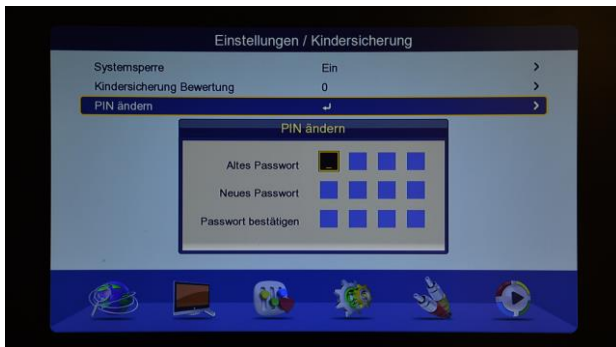 Einstellungen / Kindersicherung
Systemsperre Ein >
Kindersicherung Bewertung 0 >
PIN ändern ↵ >
PIN ändern
Altes Passwort _
Neues Passwort
Passwort bestätigen